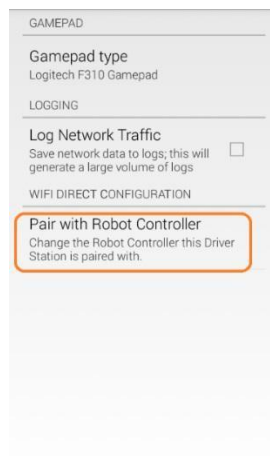 GAMEPAD
Gamepad type
Logitech F310 Gamepad
LOGGING
Log Network Traffic
Save network data to logs; this will
generate a large volume of logs
WIFI DIRECT CONFIGURATION
Pair with Robot Controller
Change the Robot Controller this Driver
Station is paired with.